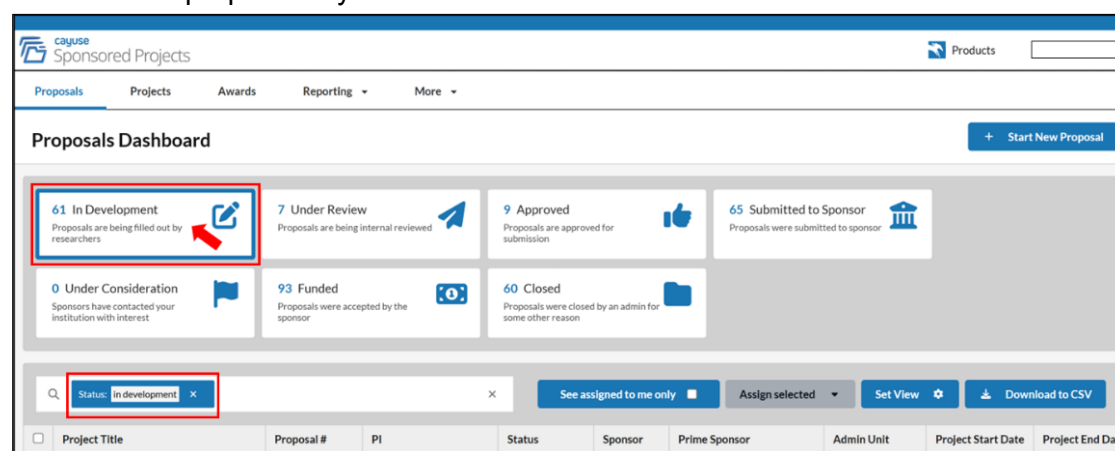 cayuse
Sponsored Projects
Products
Proposals Projects Awards Reporting More
Proposals Dashboard
+ Start New Proposal
61 In Development
Proposals are being filled out by
researchers
7 Under Review
Proposals are being internal reviewed
9 Approved
Proposals are approved for
submission
65 Submitted to Sponsor
Proposals were submitted to sponsor
0 Under Consideration
Sponsors have contacted your
institution with interest
93 Funded
Proposals were accepted by the
sponsor
60 Closed
Proposals were closed by an admin for
some other reason
Status: in development × × See assigned to me only Assign selected Set View Download to CSV
Project Title Proposal # PI Status Sponsor Prime Sponsor Admin Unit Project Start Date Project End Da